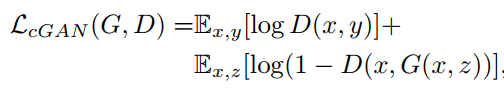 ℒ_{cGAN}(G, D) =𝔼_{x,y}[log D(x, y)]+
𝔼_{x,z}[log(1 − D(x, G(x, z))],